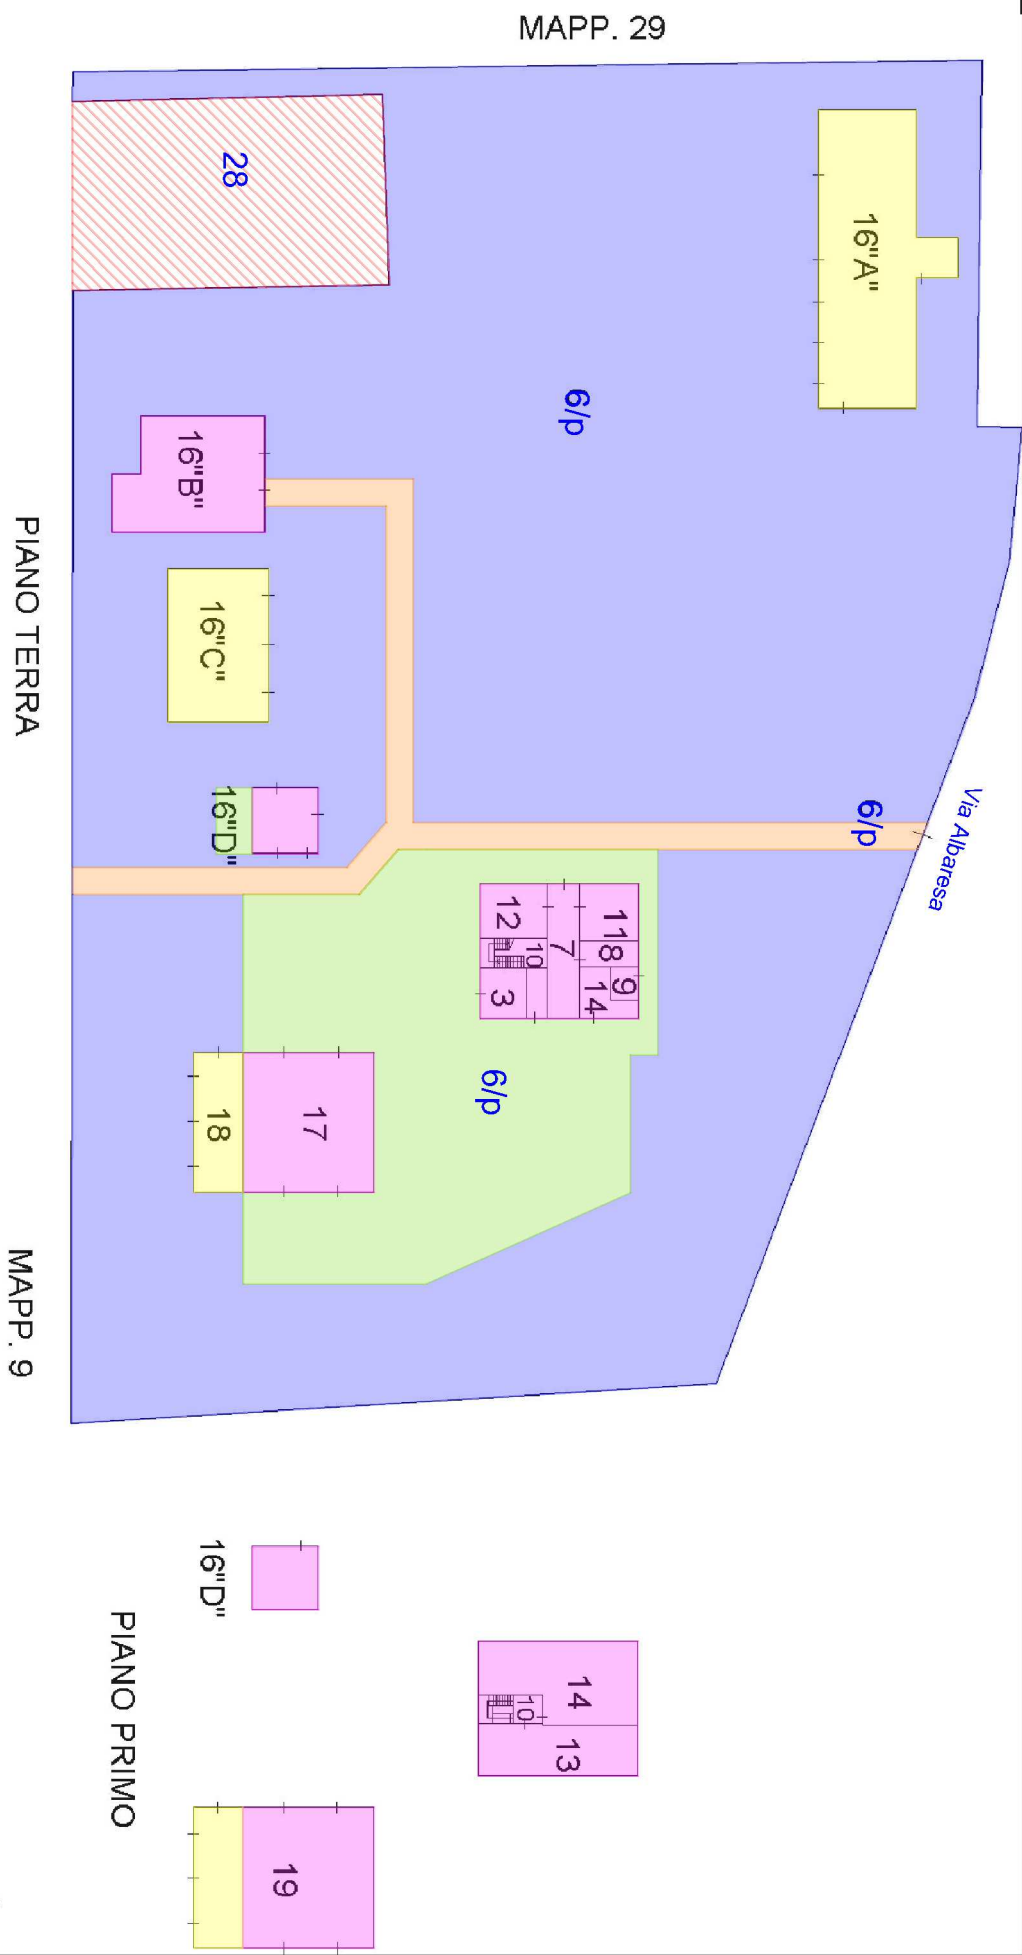 MAPP. 29
28
16"A"
6/p
16"B"
16"C"
PIANO TERRA
16"D"
6/p
Via Albaresa
12
10
3
7
11
8
9
14
6/p
18
17
MAPP. 9
16"D"
PIANO PRIMO
14
10
13
19